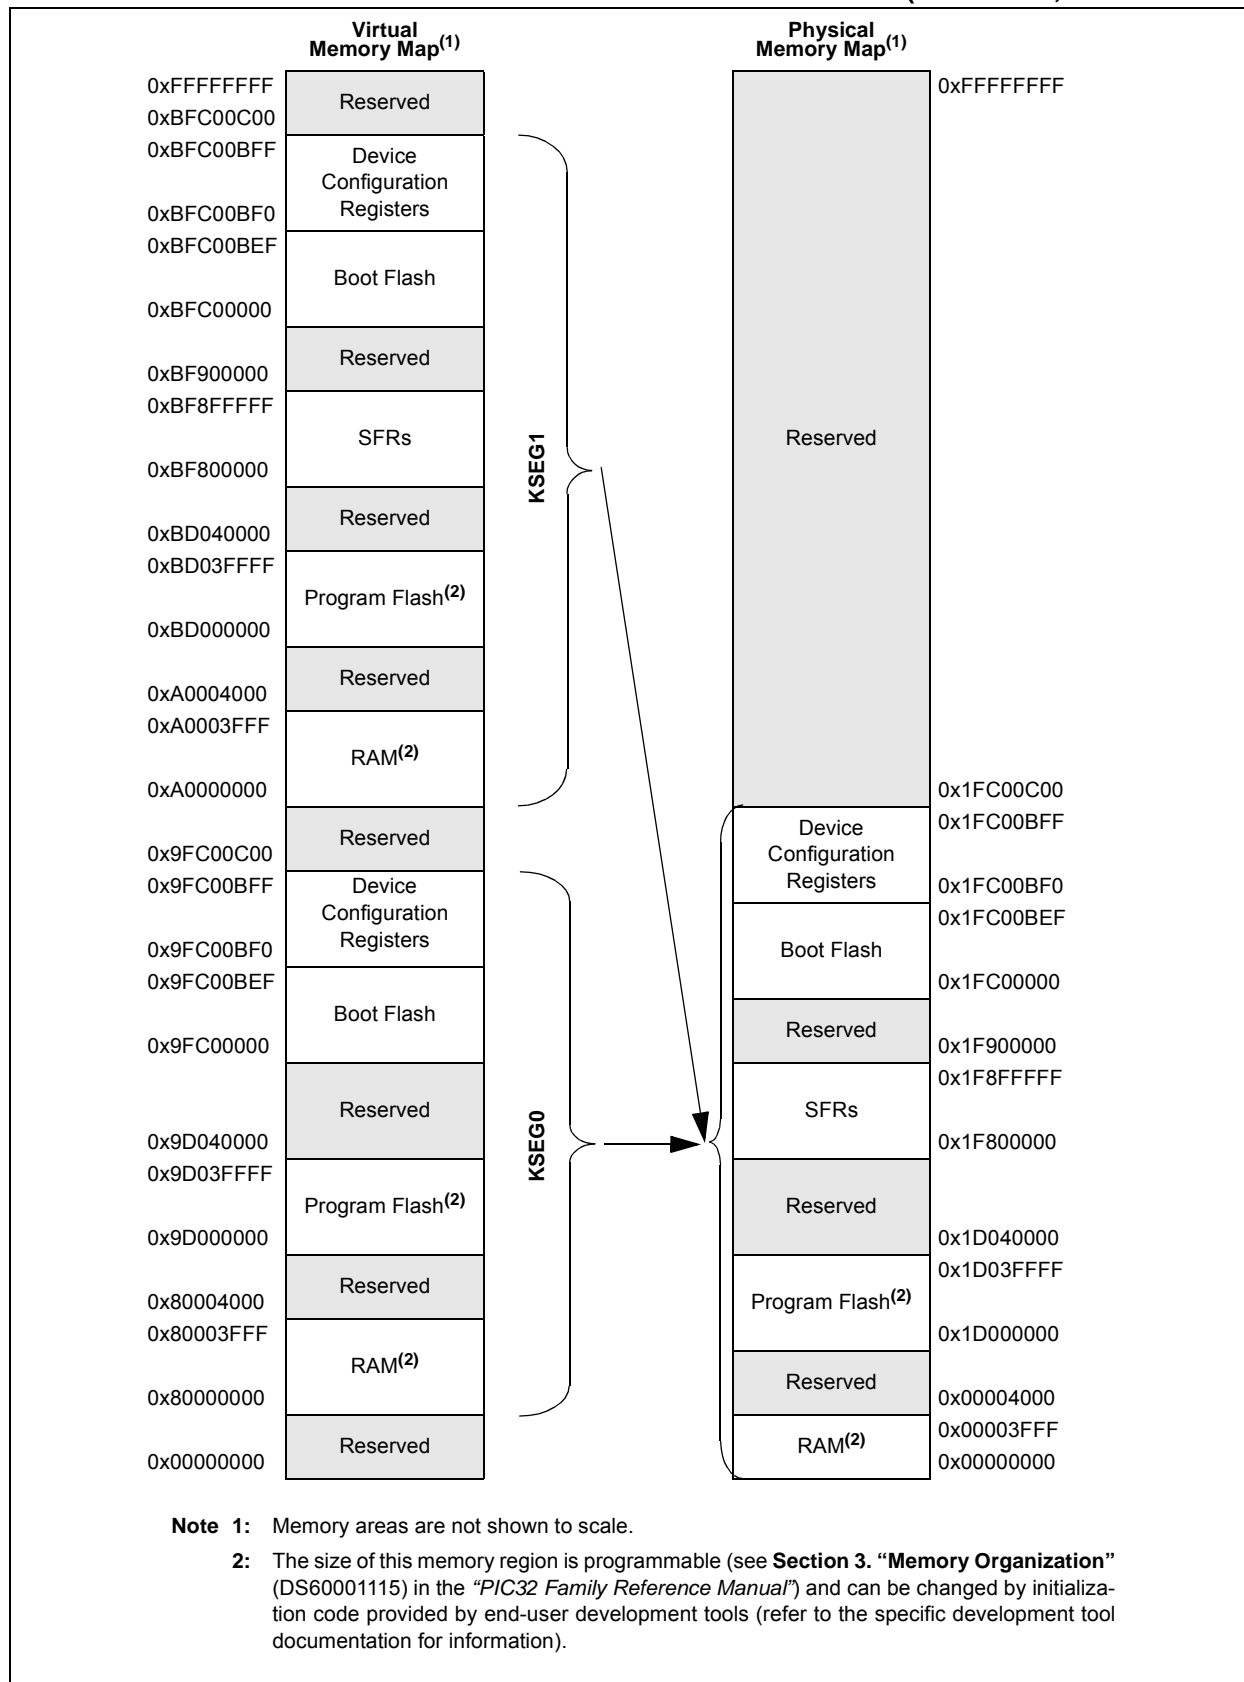 Virtual
Memory Map(1)
Physical
Memory Map(1)
0xFFFFFFFF
Reserved
0xBFC00C00
0xBFC00BFF
Device
Configuration
Registers
0xBFC00BF0
0xBFC00BEF
Boot Flash
0xBFC00000
Reserved
0xBF900000
0xBF8FFFFF
SFRs
0xBF800000
Reserved
0xBD040000
0xBD03FFFF
Program Flash(2)
0xBD000000
Reserved
0xA0004000
0xA0003FFF
RAM(2)
0xA0000000
Reserved
0x9FC00C00
0x9FC00BFF
Device
Configuration
Registers
0x9FC00BF0
0x9FC00BEF
Boot Flash
0x9FC00000
Reserved
0x9D040000
0x9D03FFFF
Program Flash(2)
0x9D000000
Reserved
0x80004000
0x80003FFF
RAM(2)
0x80000000
Reserved
0x00000000
KSEG1
KSEG0
0xFFFFFFFF
Reserved
0x1FC00C00
0x1FC00BFF
Device
Configuration
Registers
0x1FC00BF0
0x1FC00BEF
Boot Flash
0x1FC00000
Reserved
0x1F900000
0x1F8FFFFF
SFRs
0x1F800000
Reserved
0x1D040000
0x1D03FFFF
Program Flash(2)
0x1D000000
Reserved
0x00004000
0x00003FFF
RAM(2)
0x00000000
Note 1: Memory areas are not shown to scale.
2: The size of this memory region is programmable (see Section 3. “Memory Organization”
(DS60001115) in the “PIC32 Family Reference Manual”) and can be changed by initializa-
tion code provided by end-user development tools (refer to the specific development tool
documentation for information).